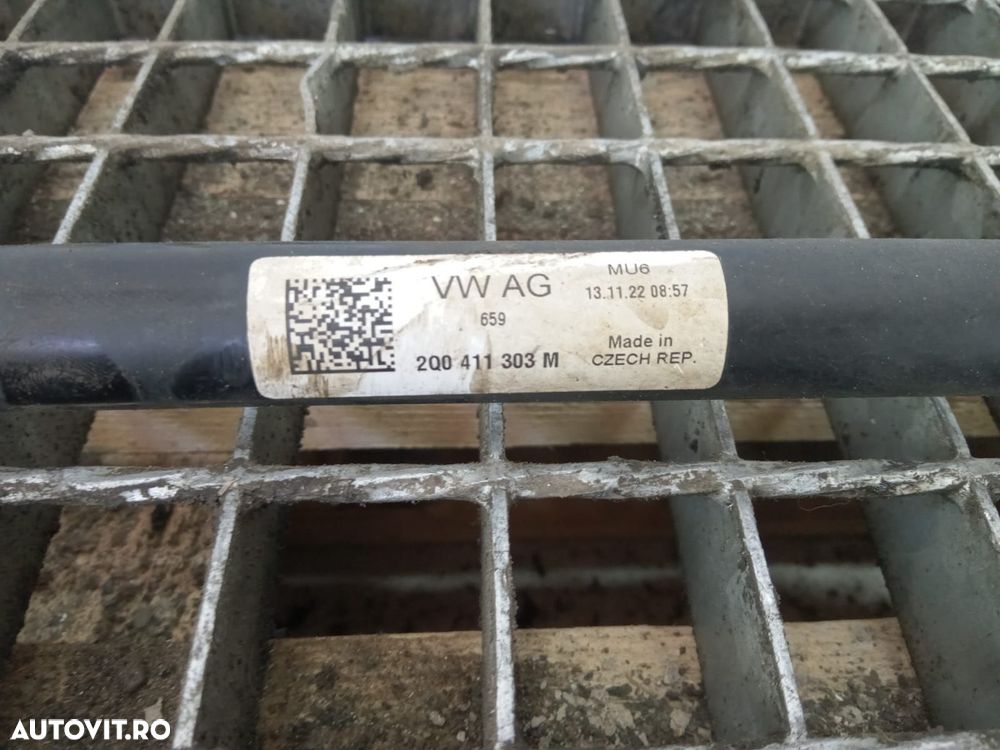 VW AG
659
2Q0 411 303 M
MU6
13.11.22 08:57
Made in
CZECH REP.
AUTOVIT.RO